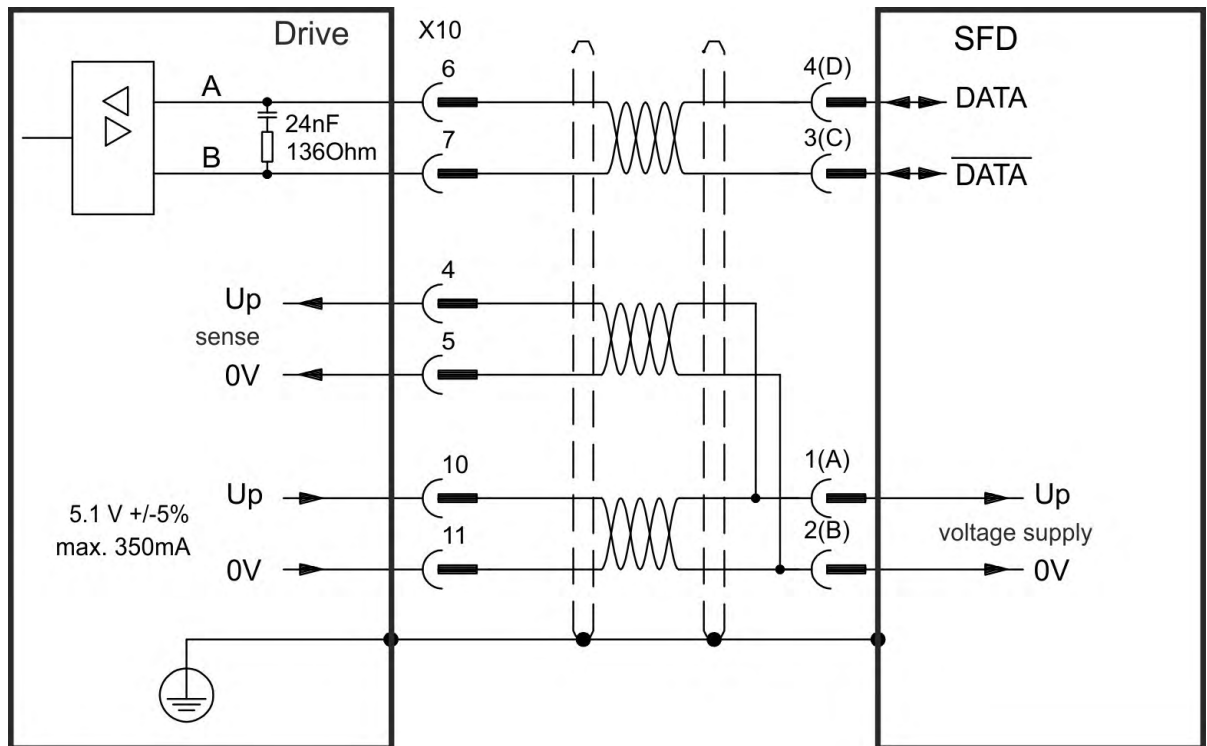 Drive
X10
SFD
A
6
4(D)
DATA
24nF
136Ohm
7
3(C)
B
DATA
4
Up
sense
5
0V
10
1(A)
Up
Up
5.1 V +/-5%
max. 350mA
11
2(B)
voltage supply
0V
0V